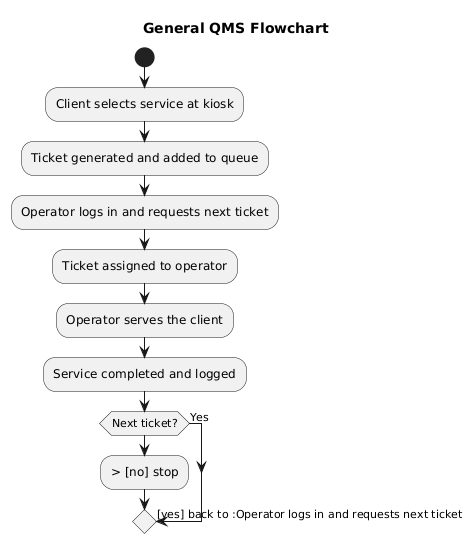 General QMS Flowchart
Client selects service at kiosk
Ticket generated and added to queue
Operator logs in and requests next ticket
Ticket assigned to operator
Operator serves the client
Service completed and logged
Next ticket?
Yes
> [no] stop
[yes] back to :Operator logs in and requests next ticket